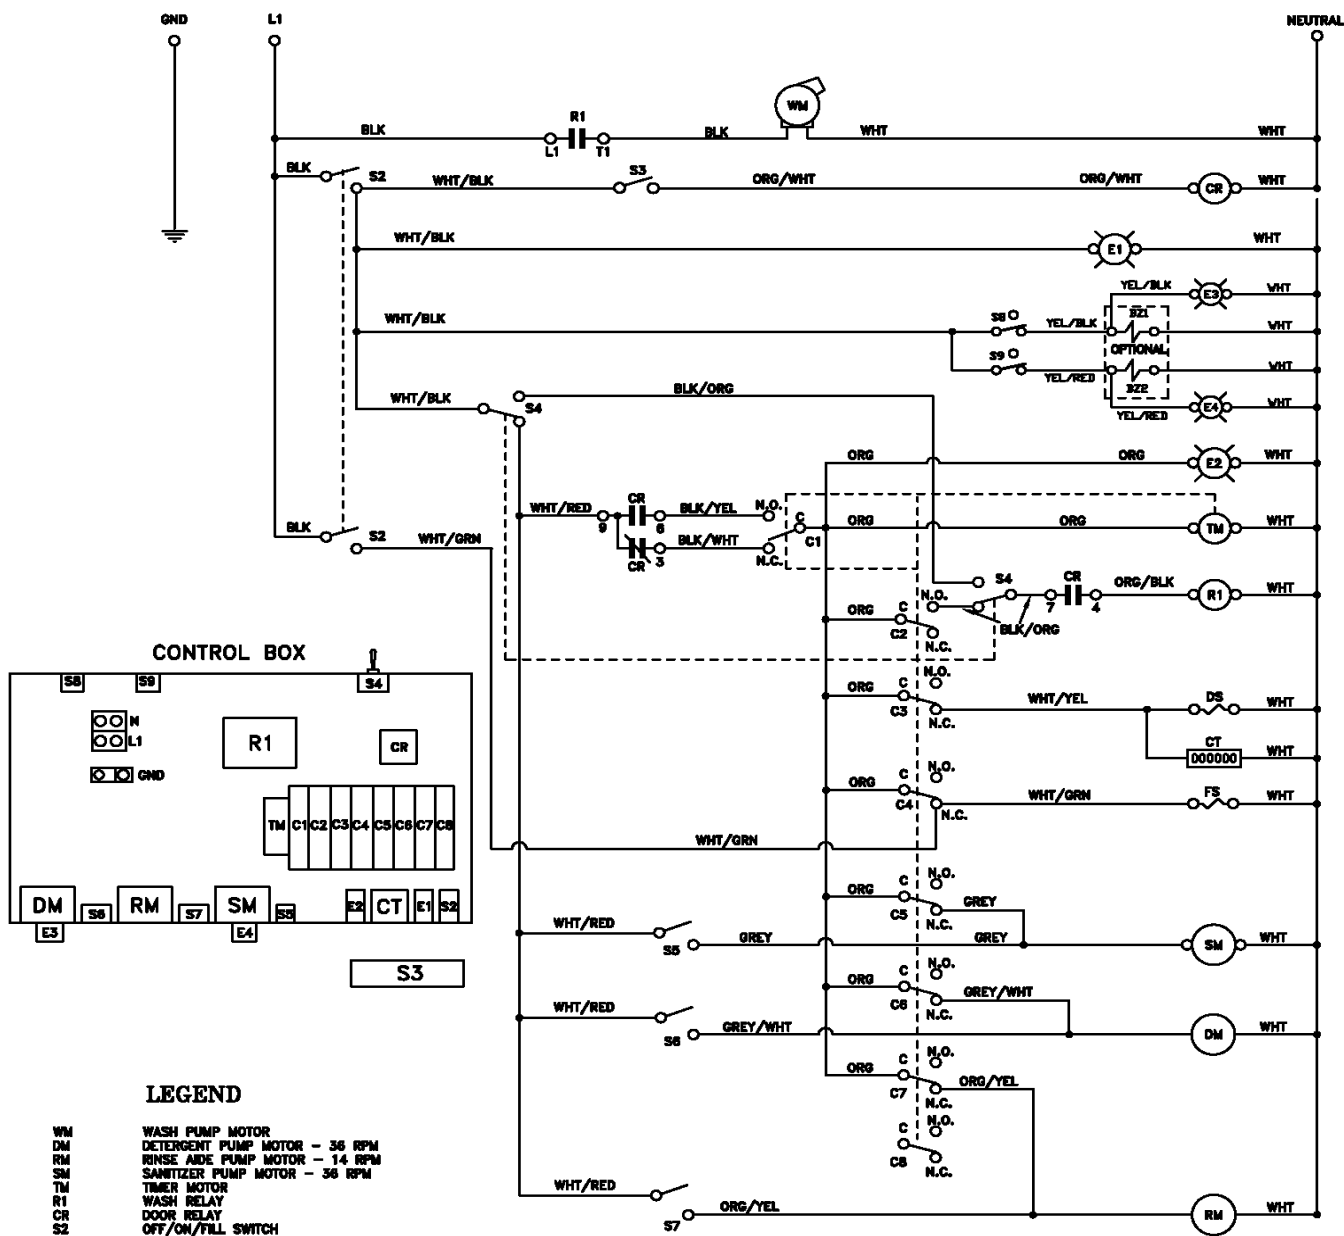 GND
L1
NEUTRAL
WM
R1
BLK
L1
T1
BLK
WHT
WHT
BLK
S2
WHT/BLK
S3
ORG/WHT
ORG/WHT
CR
WHT
WHT/BLK
E1
WHT
YEL/BLK
E3
WHT
WHT/BLK
S8
YEL/BLK
BZ1
WHT
OPTIONAL
S9
YEL/RED
BZ2
WHT
YEL/RED
E4
WHT
WHT/BLK
S4
BLK/ORG
ORG
ORG
E2
WHT
WHT/RED
9
CR
6
BLK/YEL
N.O.
C
C1
ORG
ORG
TM
WHT
CR
3
BLK/WHT
N.C.
BLK
S2
WHT/GRN
S4
CR
ORG/BLK
R1
WHT
7
4
BLK/ORG
ORG
C
C2
N.O.
N.C.
ORG
C
C3
N.O.
N.C.
WHT/YEL
DS
WHT
CT
000000
WHT
ORG
C
C4
N.O.
N.C.
WHT/GRN
FS
WHT
WHT/GRN
ORG
C
C5
N.O.
N.C.
GREY
WHT/RED
S5
GREY
GREY
SM
WHT
ORG
C
C6
N.O.
N.C.
GREY/WHT
WHT/RED
S6
GREY/WHT
DM
WHT
ORG
C
C7
N.O.
N.C.
ORG/YEL
C
C8
N.O.
N.C.
WHT/RED
S7
ORG/YEL
RM
WHT
CONTROL BOX
S8
S9
S4
N
L1
GND
R1
CR
TM C1 C2 C3 C4 C5 C6 C7 C8
DM S6 RM S7 SM S5 E2 CT E1 S2
E3
E4
S3
LEGEND
WM WASH PUMP MOTOR
DM DETERGENT PUMP MOTOR - 36 RPM
RM RINSE AIDE PUMP MOTOR - 14 RPM
SM SANITIZER PUMP MOTOR - 36 RPM
TM TIMER MOTOR
R1 WASH RELAY
CR DOOR RELAY
S2 OFF/ON/FILL SWITCH